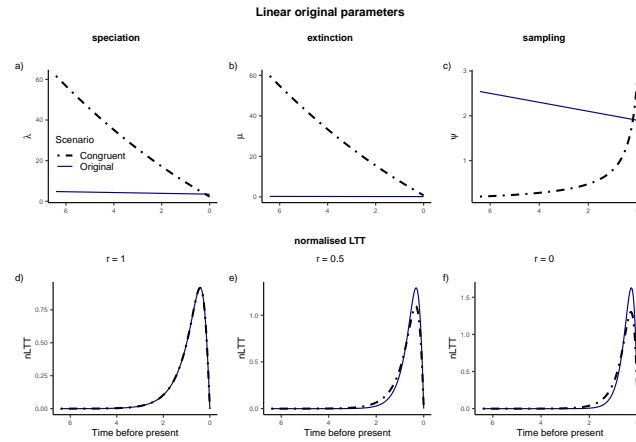 Linear original parameters
speciation
extinction
sampling
a)
b)
c)
60
40
20
0
λ
Scenario
Congruent
Original
6
4
2
0
60
40
20
0
μ
6
4
2
0
3
2
1
ψ
6
4
2
0
normalised LTT
r = 1
r = 0.5
r = 0
d)
e)
f)
0.75
0.50
0.25
0.00
nLTT
6
4
2
0
Time before present
1.0
0.5
0.0
nLTT
6
4
2
0
Time before present
1.5
1.0
0.5
0.0
nLTT
6
4
2
0
Time before present